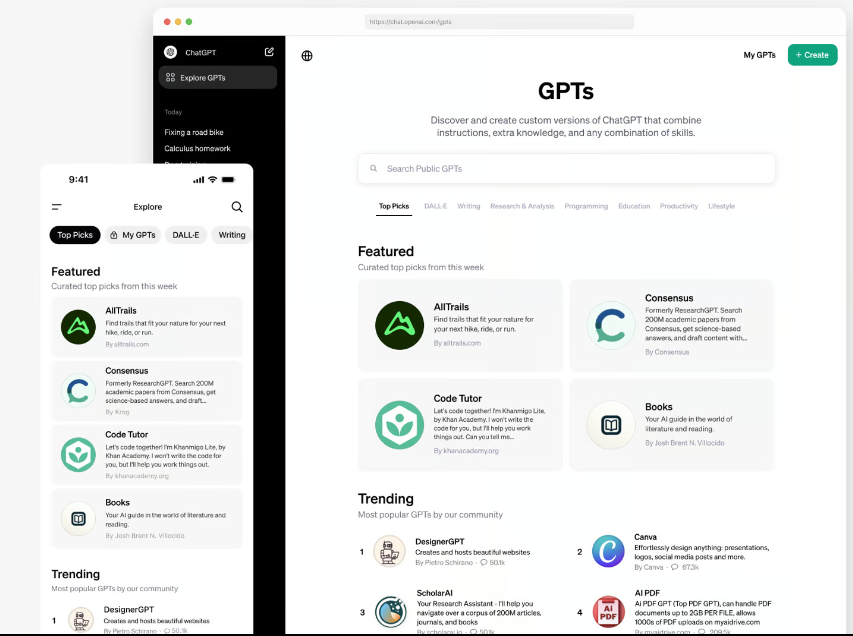 https://chat.openai.com/gpts
ChatGPT
Explore GPTs
Today
Fixing a road bike
Calculus homework
My GPTs
+ Create
GPTs
Discover and create custom versions of ChatGPT that combine
instructions, extra knowledge, and any combination of skills.
Search Public GPTs
Top Picks
DALL·E
Writing
Research & Analysis
Programming
Education
Productivity
Lifestyle
Featured
Curated top picks from this week
AllTrails
Find trails that fit your nature for
your next hike, ride, or run.
By alltrails.com
Consensus
Formerly ResearchGPT. Search
200M academic papers from
Consensus, get science-based
answers, and draft content with...
By Consensus
Code Tutor
Let's code together! I'm Khanmigo Lite,
by Khan Academy. I won't write the
code for you, but I'll help you work
things out. Can you tell me...
By khanacademy.org
Books
Your AI guide in the world of
literature and reading.
By Josh Brent N. Villocido
Trending
Most popular GPTs by our community
1
DesignerGPT
Creates and hosts beautiful websites
By Pietro Schirano · 50.1k
2
Canva
Effortlessly design anything: presentations,
logos, social media posts and more.
By Canva · 67.3k
3
ScholarAI
Your Research Assistant - I'll help you
navigate over a corpus of 200M articles,
journals, and books
By scholarai.io · 50.1k
4
AI PDF
Ai PDF GPT (Top PDF GPT), can handle PDF
documents up to 2GB PER FILE, allows
1000s of PDF uploads on myaidrive.com
By myaidrive.com · 209.5k
AI
PDF
9:41
Explore
Top Picks
My GPTs
DALL·E
Writing
Featured
Curated top picks from this week
AllTrails
Find trails that fit your nature for your next
hike, ride, or run.
By alltrails.com
Consensus
Formerly ResearchGPT. Search 200M
academic papers from Consensus, get
science-based answers, and draft...
By Krog
Code Tutor
Let's code together! I'm Khanmigo Lite, by
Khan Academy. I won't write the code for
you, but I'll help you work things out.
By khanacademy.org
Books
Your AI guide in the world of literature and
reading.
By Josh Brent N. Villocido
Trending
Most popular GPTs by our community
1
DesignerGPT
Creates and hosts beautiful websites
By Pietro Schirano · 50.1k